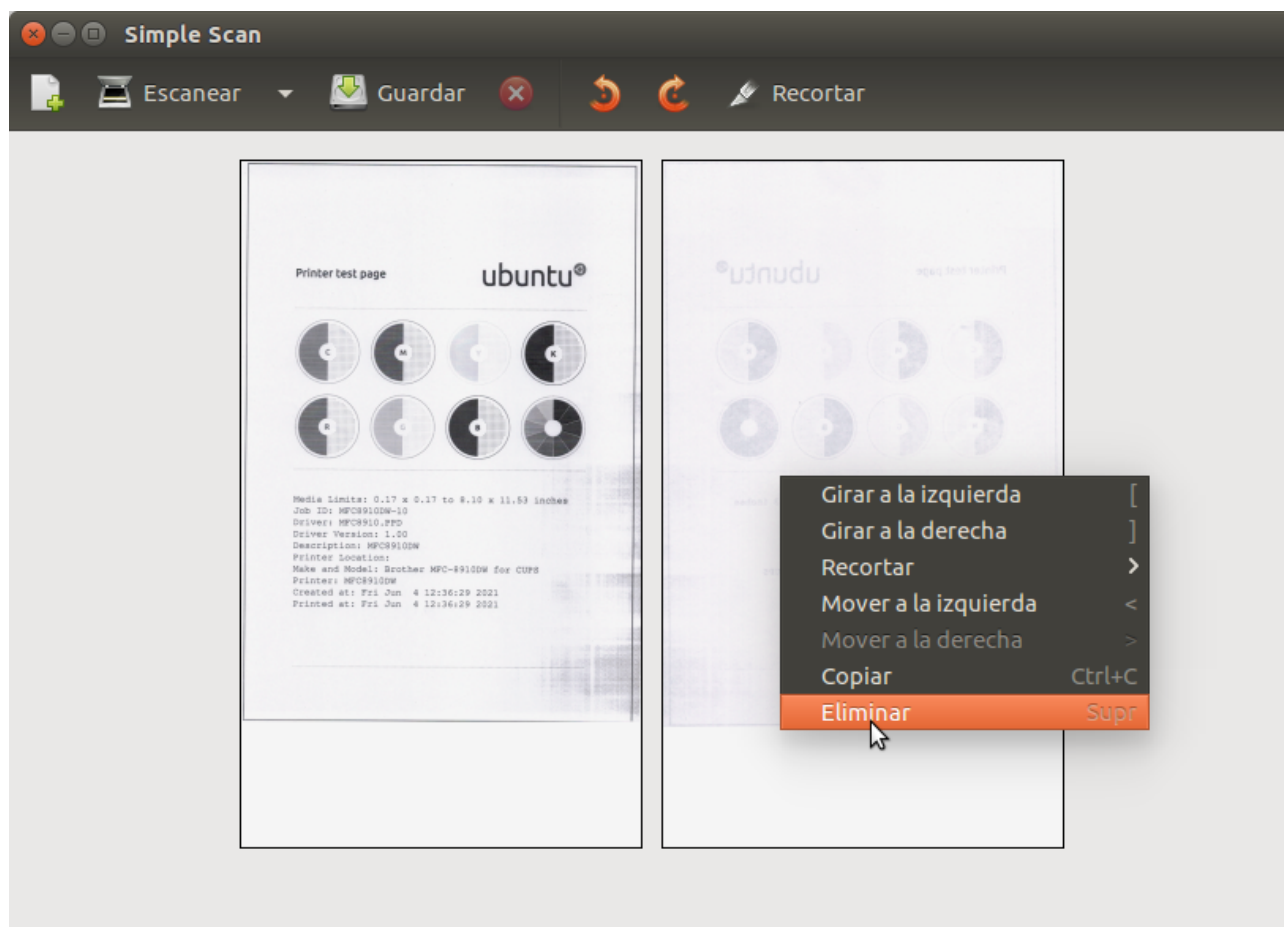 Simple Scan
Escanear
Guardar
Recortar
Printer test page
ubuntu
C
M
Y
K
R
G
B
Media Limits: 0.17 x 0.17 to 8.10 x 11.53 inches
Job ID: MFC8910DW-10
Driver: MFC8910.PPD
Driver Version: 1.00
Description: MFC8910DW
Printer Location:
Make and Model: Brother MFC-8910DW for CUPS
Printer: MFC8910DW
Created at: Fri Jun  4 12:36:29 2021
Printed at: Fri Jun  4 12:36:29 2021
ubuntu
Printer test page
Girar a la izquierda [
Girar a la derecha ]
Recortar
Mover a la izquierda <
Mover a la derecha >
Copiar Ctrl+C
Eliminar Supr